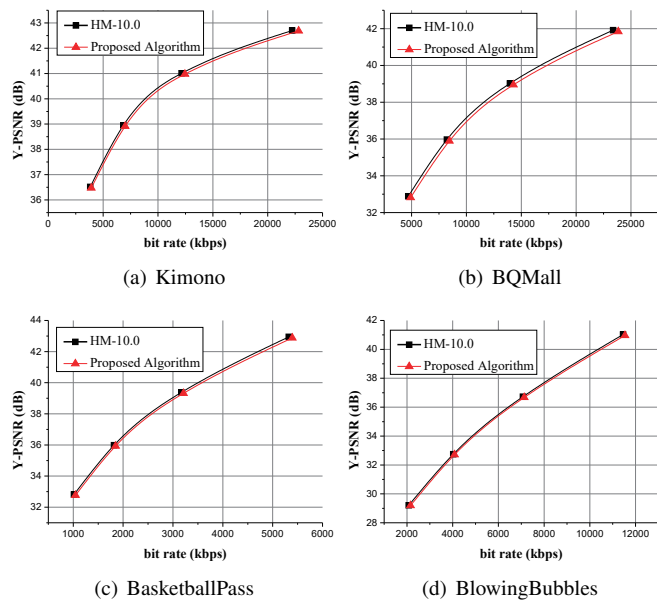 43
42
41
40
39
38
37
36
Y-PSNR (dB)
HM-10.0
Proposed Algorithm
0 5000 10000 15000 20000 25000
bit rate (kbps)
(a) Kimono
42
40
38
36
34
32
Y-PSNR (dB)
HM-10.0
Proposed Algorithm
5000 10000 15000 20000 25000
bit rate (kbps)
(b) BQMall
44
42
40
38
36
34
32
Y-PSNR (dB)
HM-10.0
Proposed Algorithm
1000 2000 3000 4000 5000 6000
bit rate (kbps)
(c) BasketballPass
42
40
38
36
34
32
30
28
Y-PSNR (dB)
HM-10.0
Proposed Algorithm
2000 4000 6000 8000 10000 12000
bit rate (kbps)
(d) BlowingBubbles